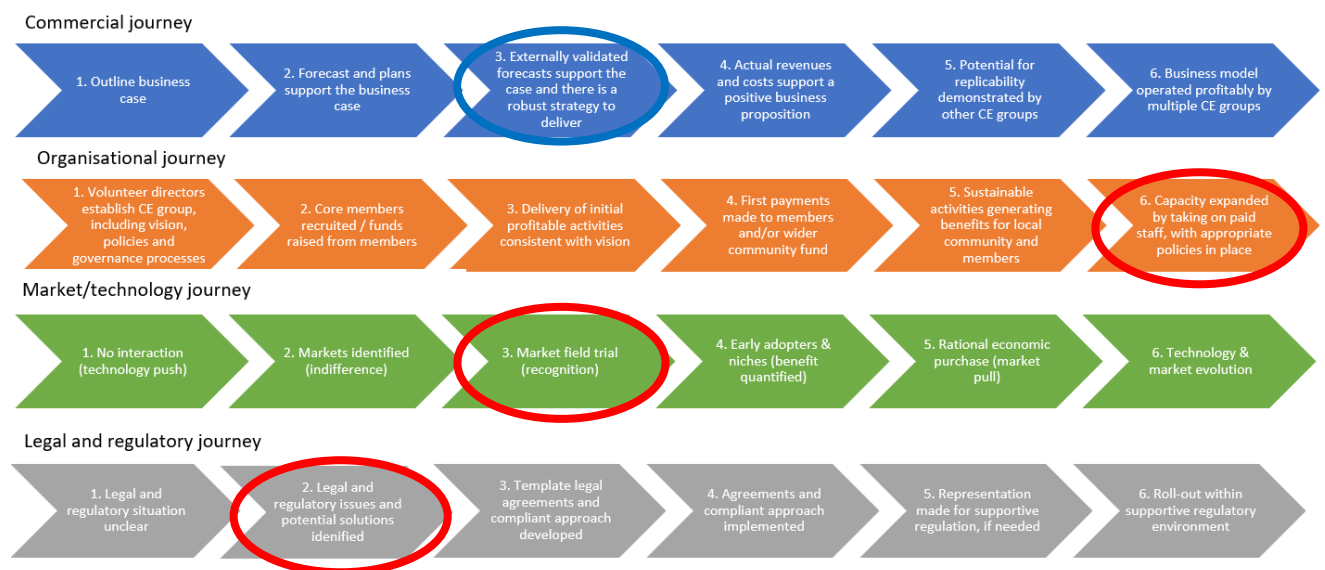 Commercial journey
1. Outline business
case
2. Forecast and plans
support the business
case
3. Externally validated
forecasts support the
case and there is a
robust strategy to
deliver
4. Actual revenues
and costs support a
positive business
proposition
5. Potential for
replicability
demonstrated by
other CE groups
6. Business model
operated profitably by
multiple CE groups
Organisational journey
1. Volunteer directors
establish CE group,
including vision,
policies and
governance processes
2. Core members
recruited / funds
raised from members
3. Delivery of initial
profitable activities
consistent with vision
4. First payments
made to members
and/or wider
community fund
5. Sustainable
activities generating
benefits for local
community and
members
6. Capacity expanded
by taking on paid
staff, with appropriate
policies in place
Market/technology journey
1. No interaction
(technology push)
2. Markets identified
(indifference)
3. Market field trial
(recognition)
4. Early adopters &
niches (benefit
quantified)
5. Rational economic
purchase (market
pull)
6. Technology &
market evolution
Legal and regulatory journey
1. Legal and
regulatory situation
unclear
2. Legal and
regulatory issues and
potential solutions
idenified
3. Template legal
agreements and
compliant approach
developed
4. Agreements and
compliant approach
implemented
5. Representation
made for supportive
regulation, if needed
6. Roll-out within
supportive regulatory
environment